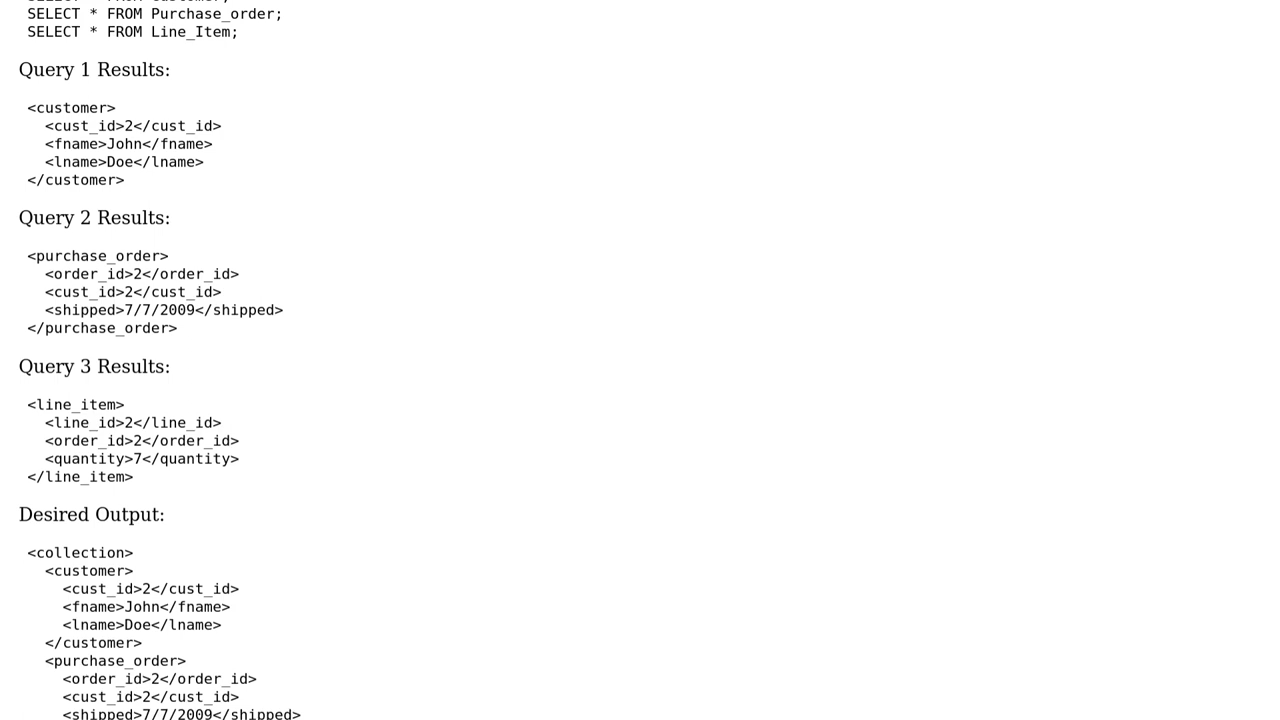 SELECT * FROM Purchase_order;
SELECT * FROM Line_Item;
Query 1 Results:
<customer>
<cust_id>2</cust_id>
<fname>John</fname>
<lname>Doe</lname>
</customer>
Query 2 Results:
<purchase_order>
<order_id>2</order_id>
<cust_id>2</cust_id>
<shipped>7/7/2009</shipped>
</purchase_order>
Query 3 Results:
<line_item>
<line_id>2</line_id>
<order_id>2</order_id>
<quantity>7</quantity>
</line_item>
Desired Output:
<collection>
<customer>
<cust_id>2</cust_id>
<fname>John</fname>
<lname>Doe</lname>
</customer>
<purchase_order>
<order_id>2</order_id>
<cust_id>2</cust_id>
<shipped>7/7/2009</shipped>